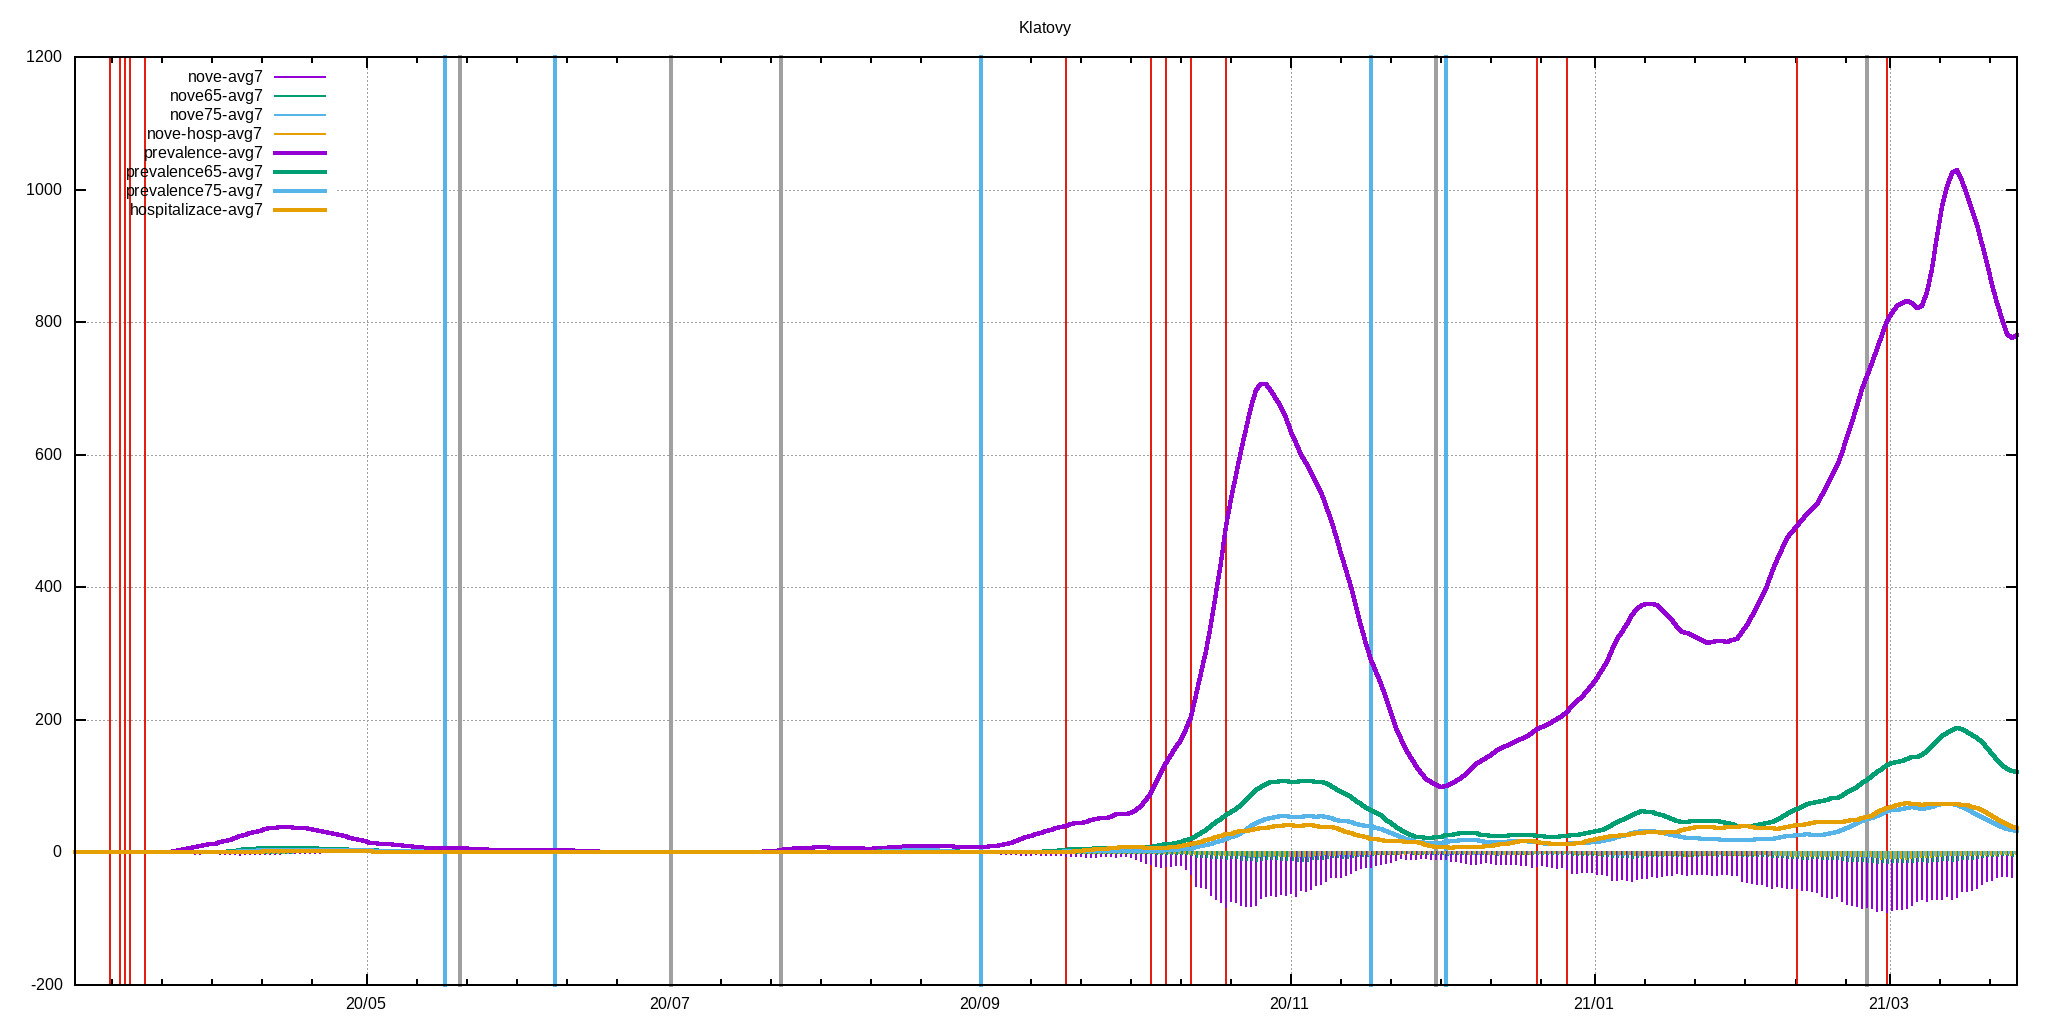 Klatovy
1200
1000
800
600
400
200
0
-200
nove-avg7
nove65-avg7
nove75-avg7
nove-hosp-avg7
prevalence-avg7
prevalence65-avg7
prevalence75-avg7
hospitalizace-avg7
20/05 20/07 20/09 20/11 21/01 21/03